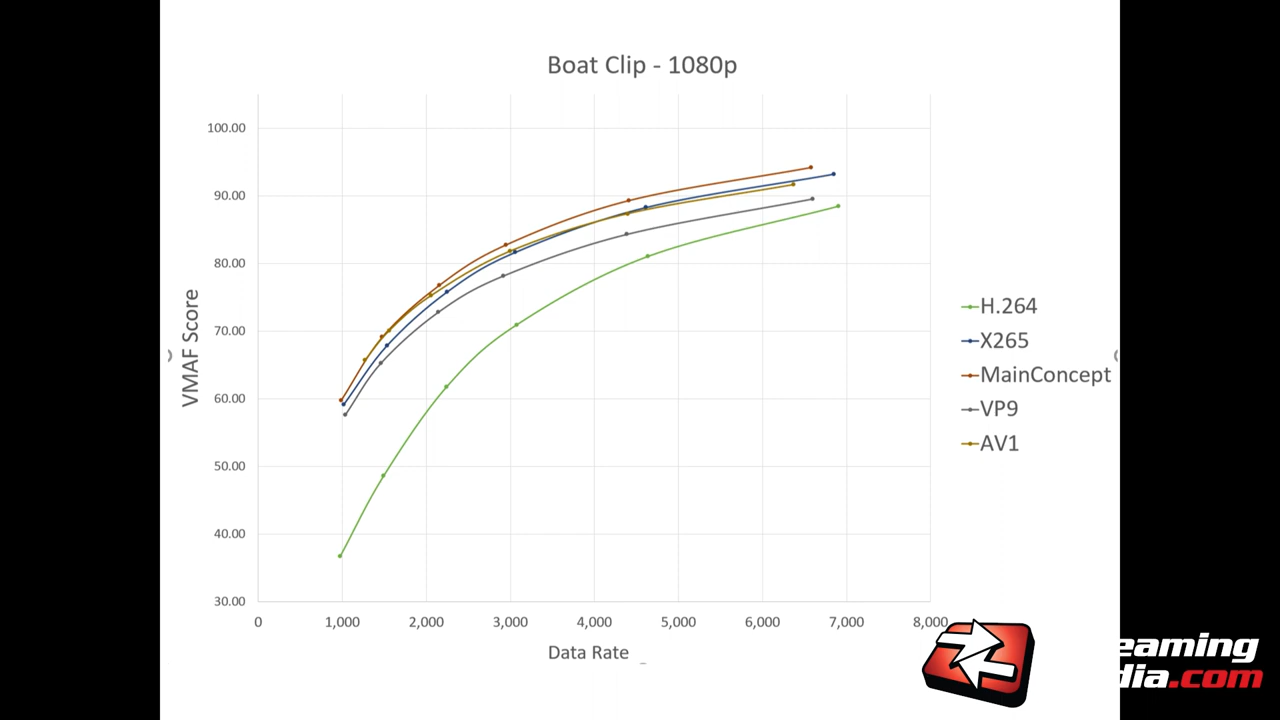 Boat Clip - 1080p
100.00
90.00
80.00
70.00
60.00
50.00
40.00
30.00
VMAF Score
0 1,000 2,000 3,000 4,000 5,000 6,000 7,000 8,000
Data Rate
H.264
X265
MainConcept
VP9
AV1
eaming
dia.com